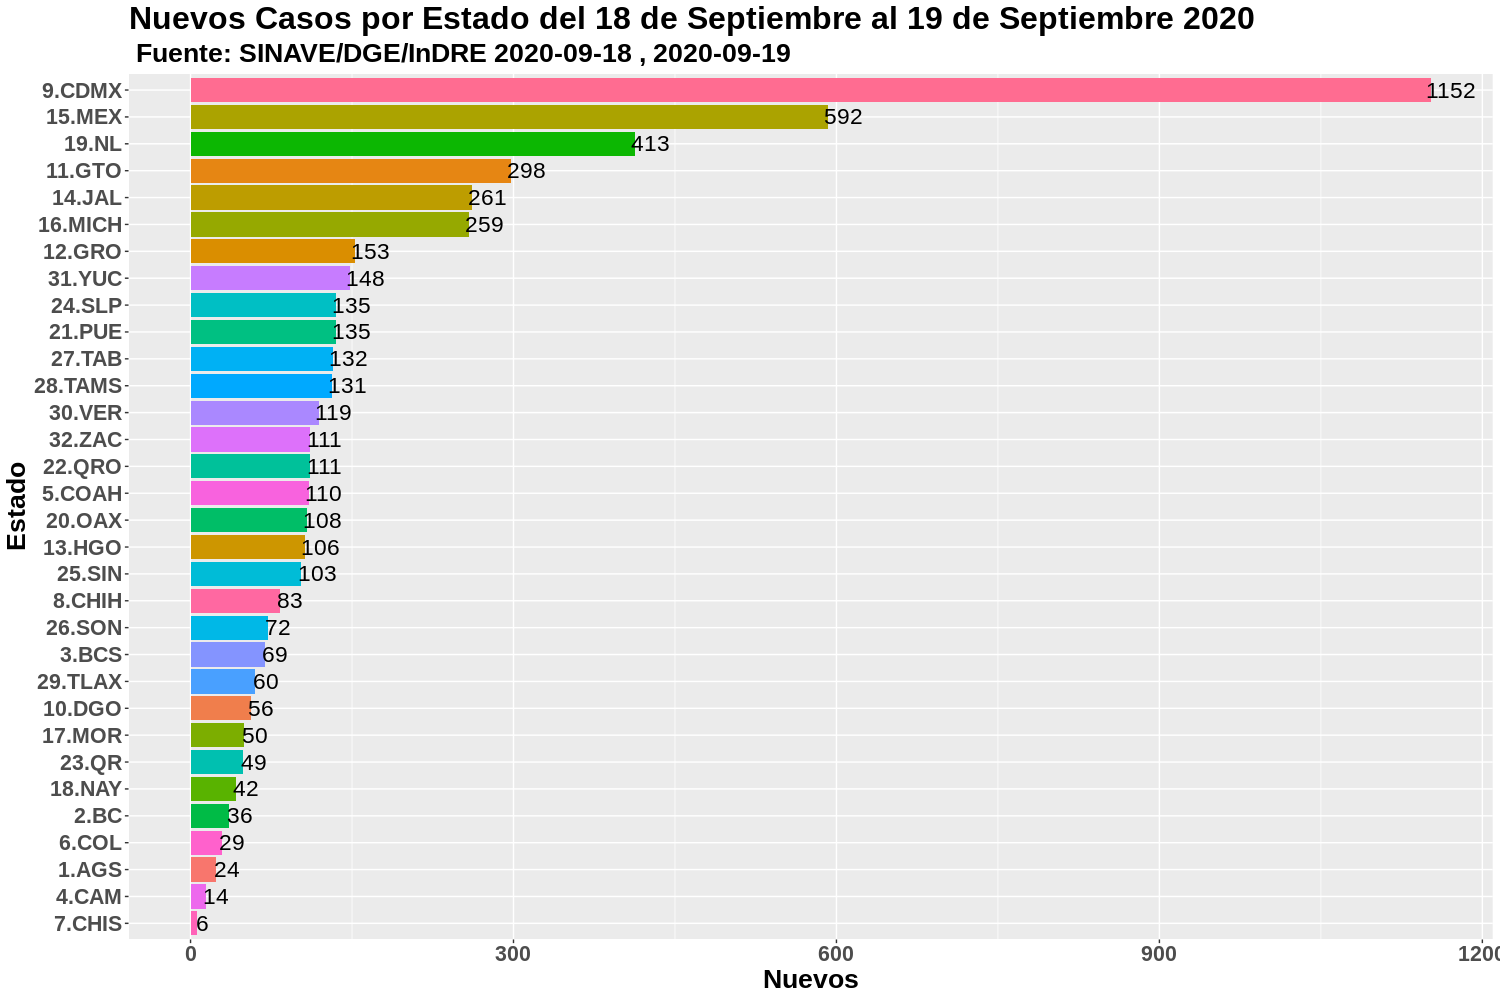 Nuevos Casos por Estado del 18 de Septiembre al 19 de Septiembre 2020
Fuente: SINAVE/DGE/InDRE 2020-09-18 , 2020-09-19
9.CDMX 1152
15.MEX 592
19.NL 413
11.GTO 298
14.JAL 261
16.MICH 259
12.GRO 153
31.YUC 148
24.SLP 135
21.PUE 135
27.TAB 132
28.TAMS 131
30.VER 119
32.ZAC 111
22.QRO 111
5.COAH 110
20.OAX 108
13.HGO 106
25.SIN 103
8.CHIH 83
26.SON 72
3.BCS 69
29.TLAX 60
10.DGO 56
17.MOR 50
23.QR 49
18.NAY 42
2.BC 36
6.COL 29
1.AGS 24
4.CAM 14
7.CHIS 6
Estado
0 300 600 900 1200
Nuevos